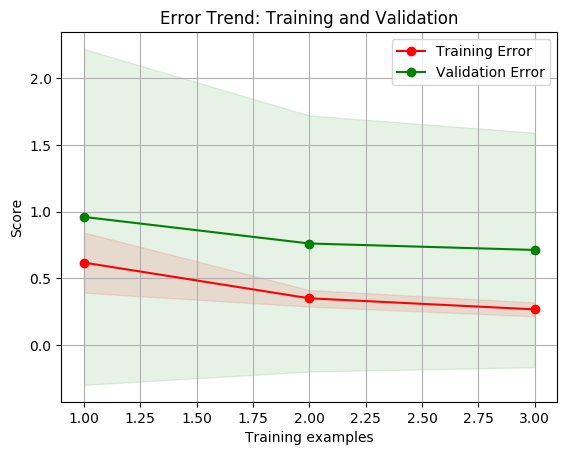 Error Trend: Training and Validation
Training Error
Validation Error
Score
2.0
1.5
1.0
0.5
0.0
1.00 1.25 1.50 1.75 2.00 2.25 2.50 2.75 3.00
Training examples